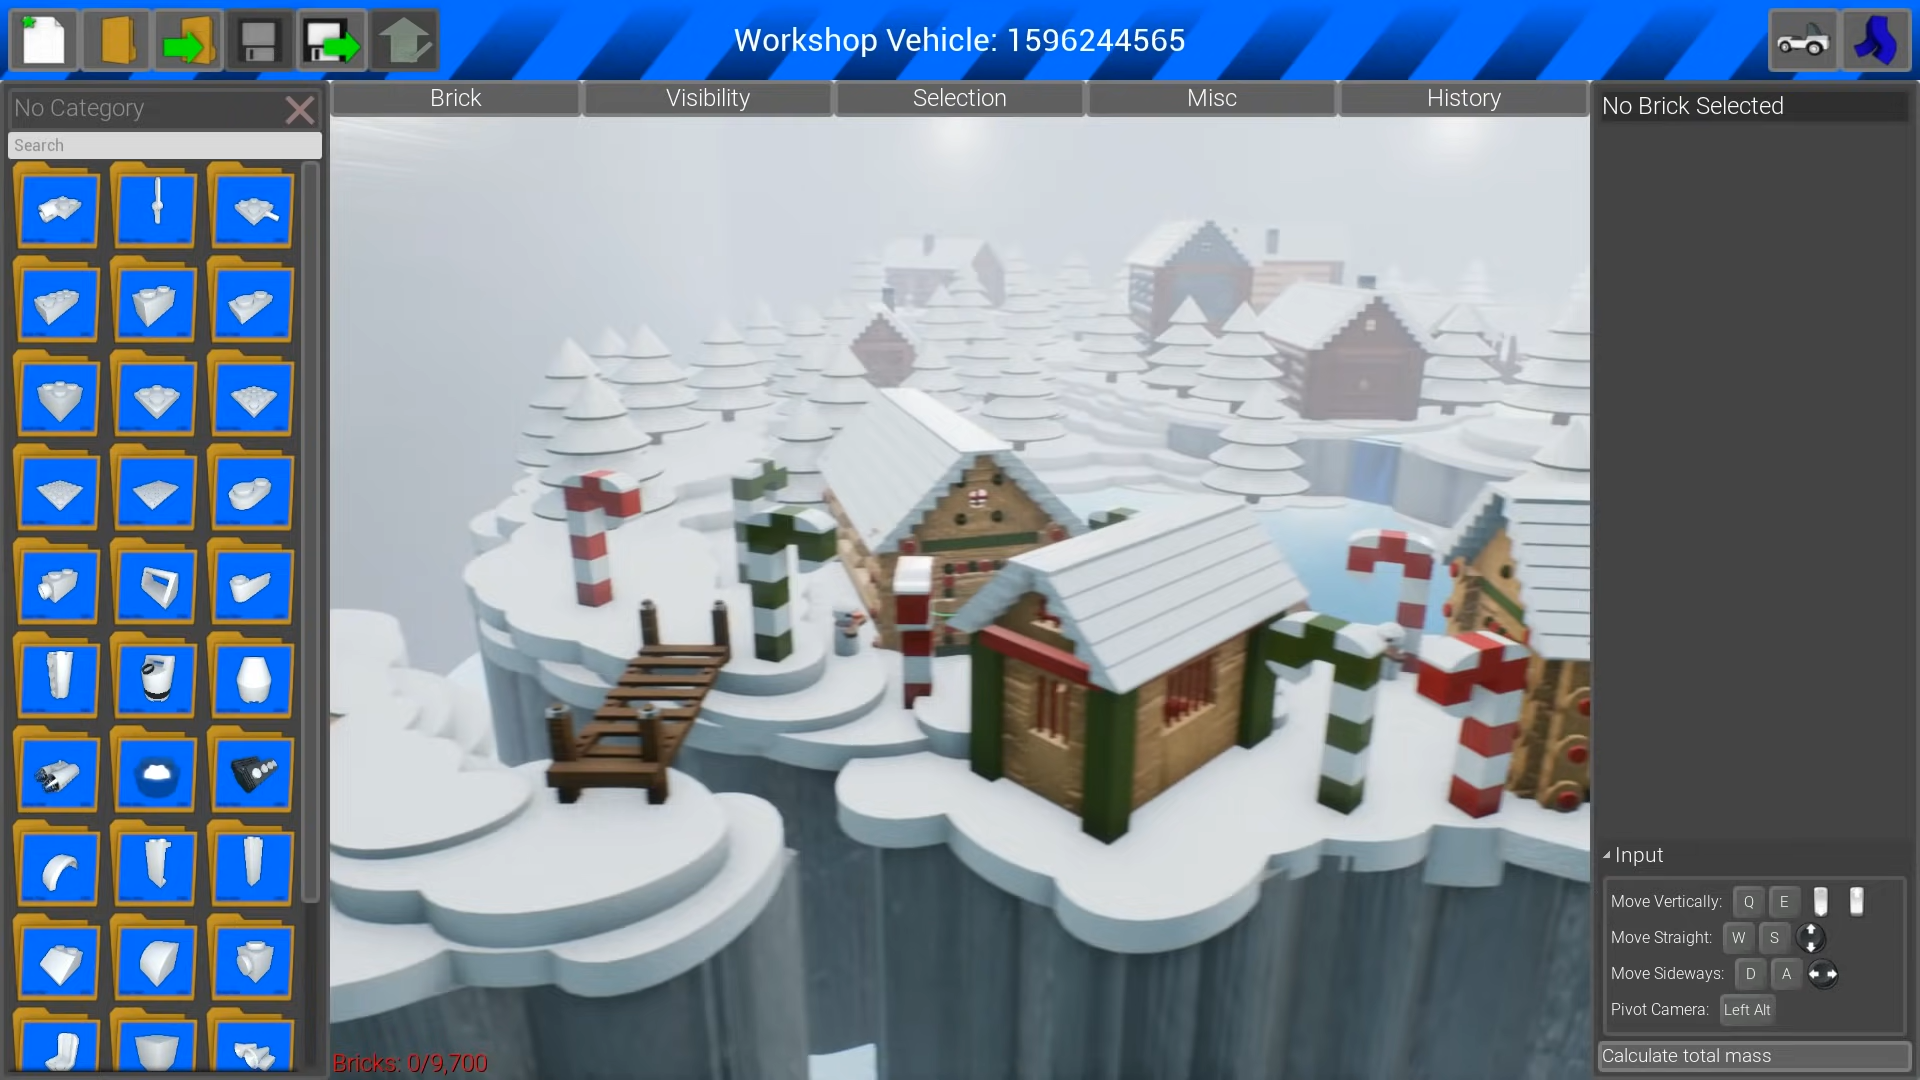 Workshop Vehicle: 1596244565
No Category
Search
Brick
Visibility
Selection
Misc
History
No Brick Selected
Input
Move Vertically: Q E
Move Straight: W S
Move Sideways: D A
Pivot Camera: Left Alt
Calculate total mass
Bricks: 0/9,700